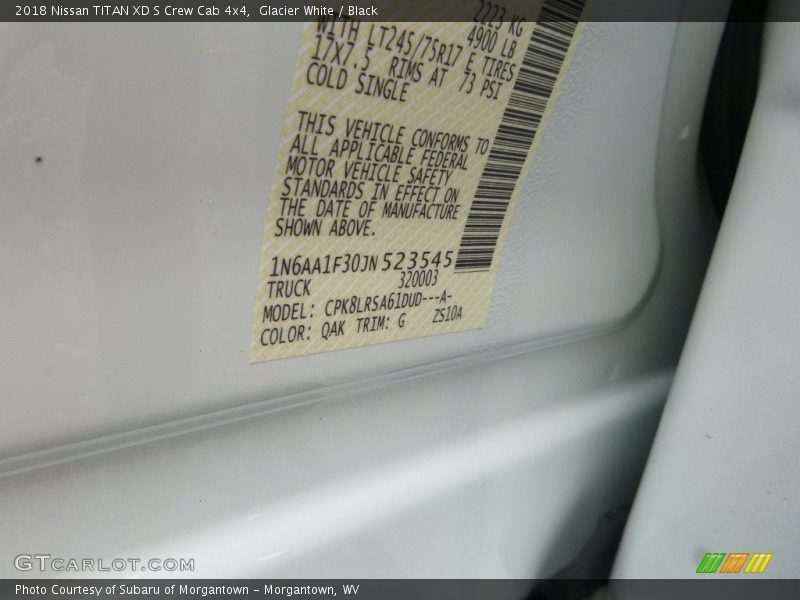 2018 Nissan TITAN XD S Crew Cab 4x4,  Glacier White / Black
2223 KG
WITH LT245/75R17 E TIRES 4900 LB
17X7.5 RIMS AT 73 PSI
COLD SINGLE
THIS VEHICLE CONFORMS TO
ALL APPLICABLE FEDERAL
MOTOR VEHICLE SAFETY
STANDARDS IN EFFECT ON
THE DATE OF MANUFACTURE
SHOWN ABOVE.
1N6AA1F30JN523545
TRUCK 320003
MODEL: CPK8LRSA61DUD---A-
COLOR: QAK TRIM: G ZS10A
GTCARLOT.COM
Photo Courtesy of Subaru of Morgantown - Morgantown, WV